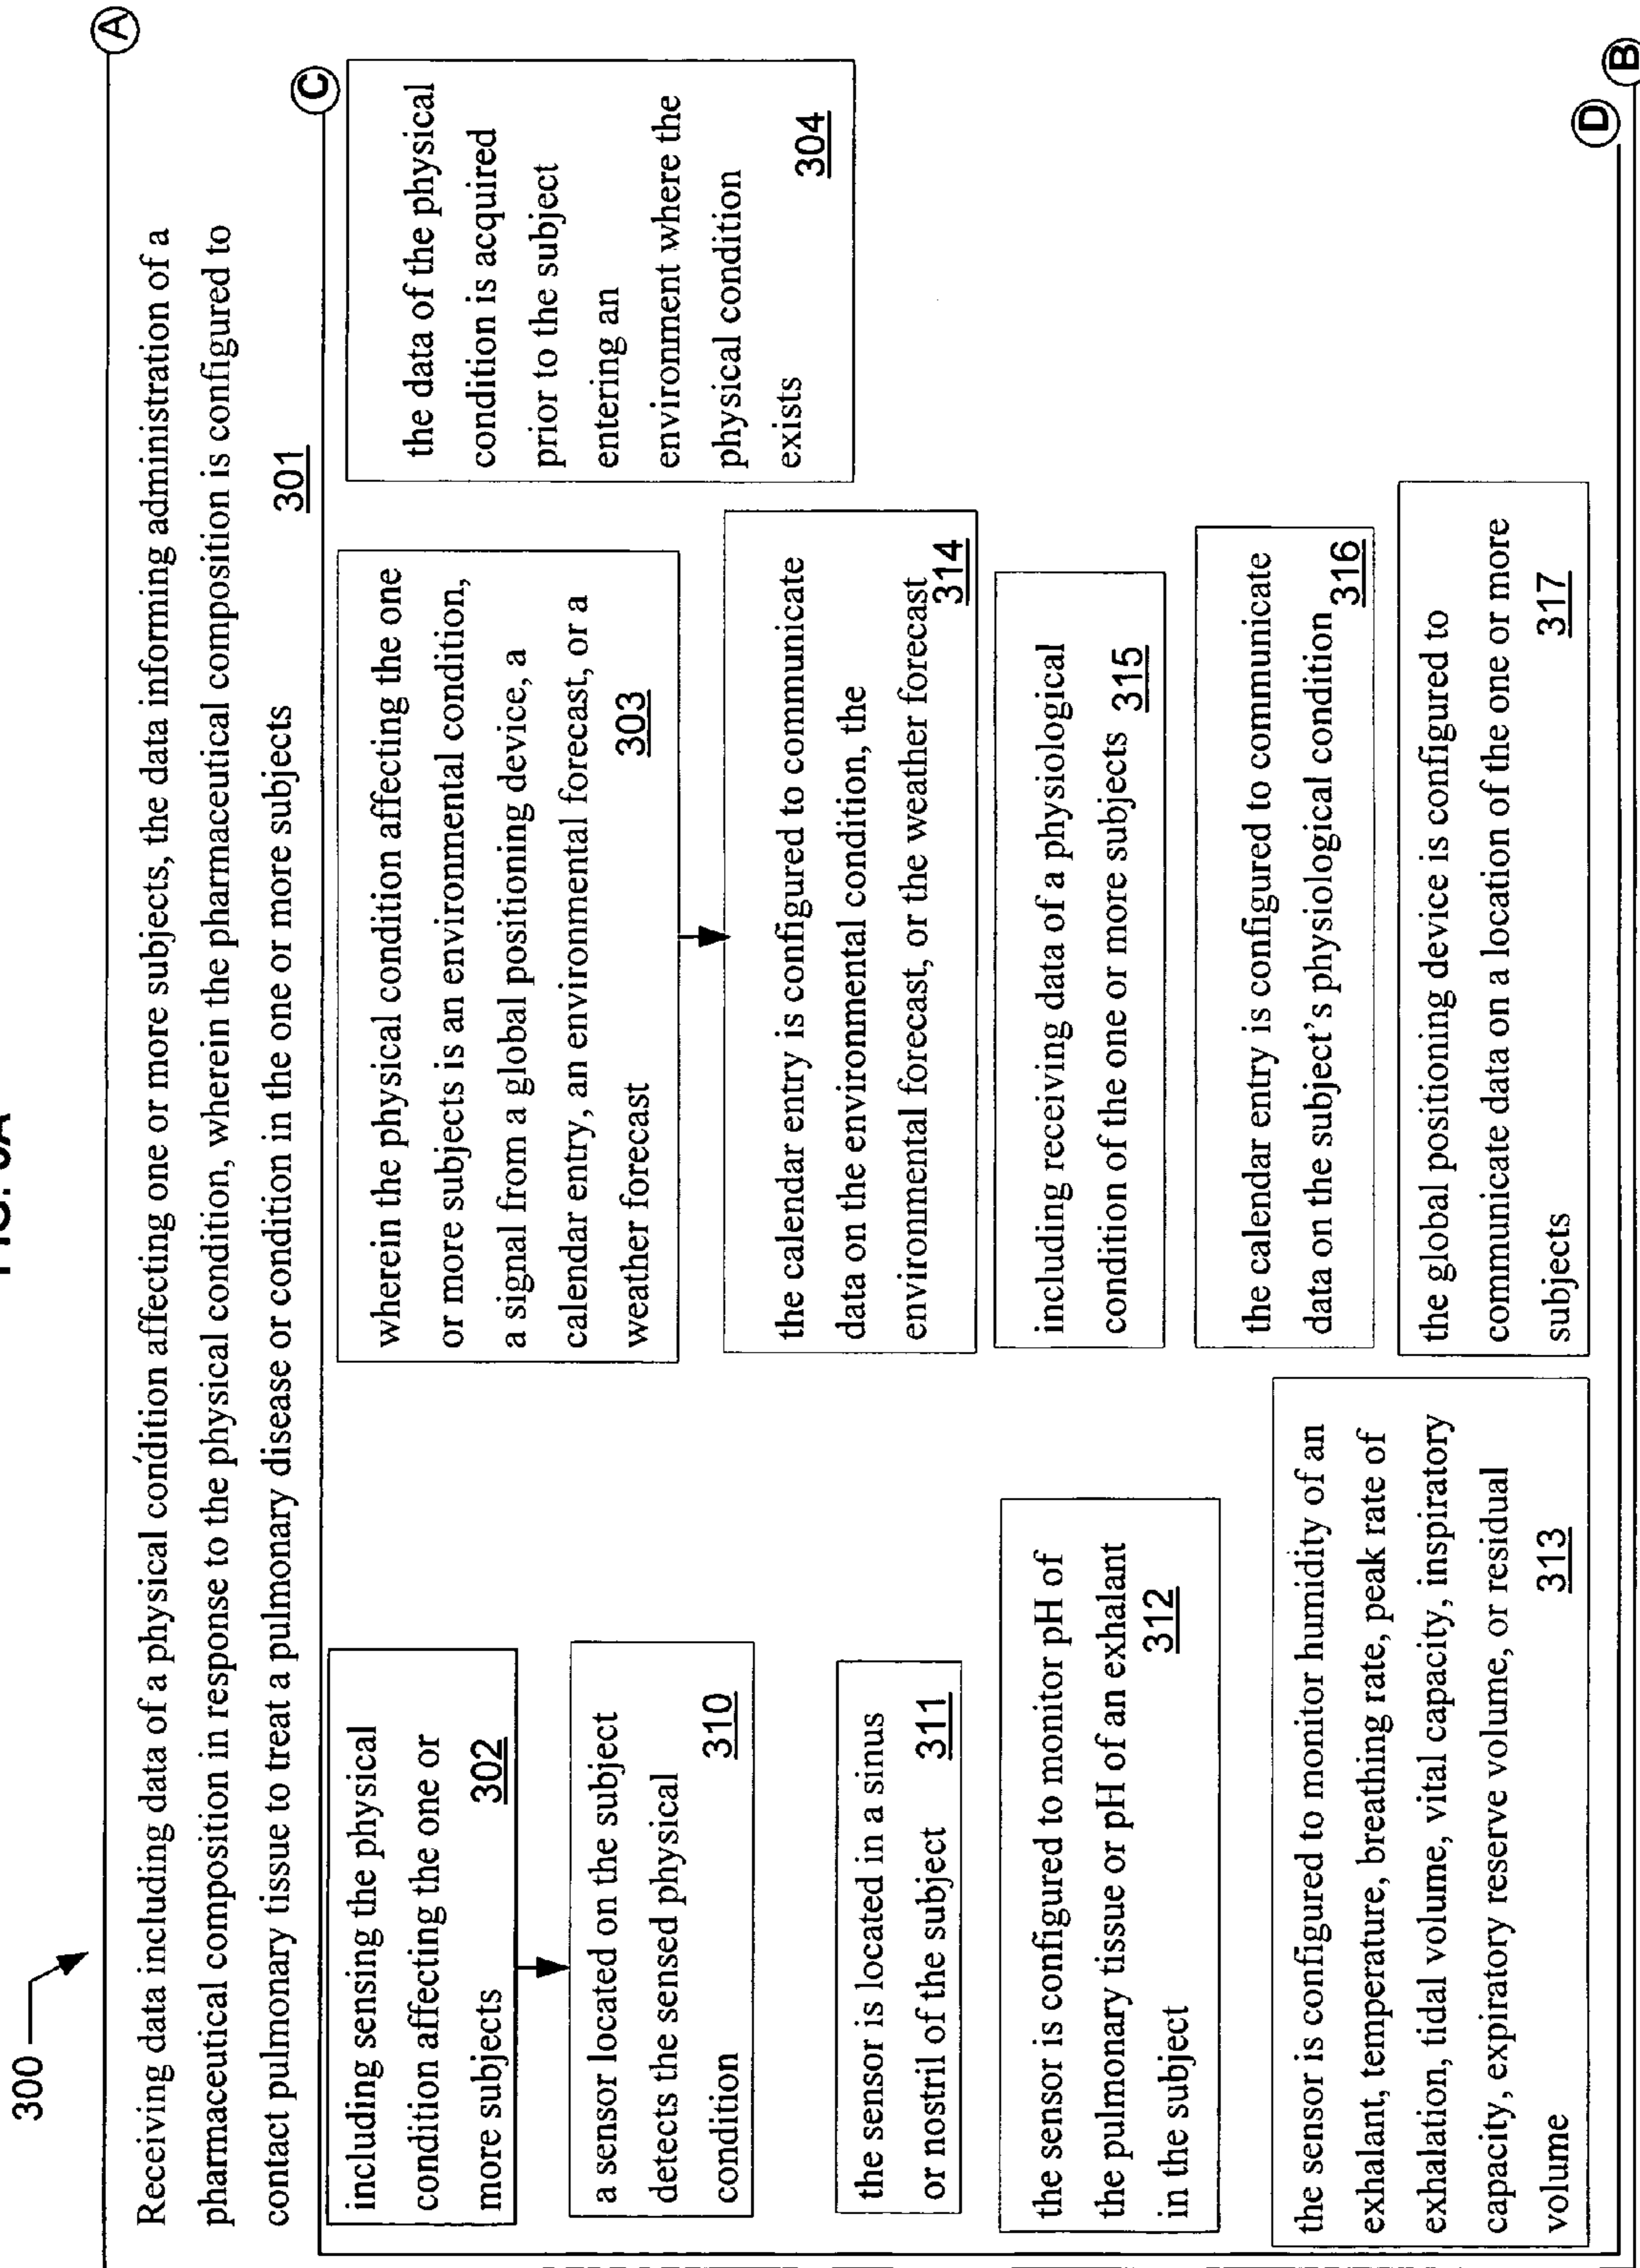 300
A
Receiving data including data of a physical condition affecting one or more subjects, the data informing administration of a
pharmaceutical composition in response to the physical condition, wherein the pharmaceutical composition is configured to
contact pulmonary tissue to treat a pulmonary disease or condition in the one or more subjects
301
C
including sensing the physical
condition affecting the one or
more subjects
302
a sensor located on the subject
detects the sensed physical
condition
310
the sensor is located in a sinus
or nostril of the subject
311
the sensor is configured to monitor pH of
the pulmonary tissue or pH of an exhalant
in the subject
312
the sensor is configured to monitor humidity of an
exhalant, temperature, breathing rate, peak rate of
exhalation, tidal volume, vital capacity, inspiratory
capacity, expiratory reserve volume, or residual
volume
313
wherein the physical condition affecting the one
or more subjects is an environmental condition,
a signal from a global positioning device, a
calendar entry, an environmental forecast, or a
weather forecast
303
the calendar entry is configured to communicate
data on the environmental condition, the
environmental forecast, or the weather forecast
314
including receiving data of a physiological
condition of the one or more subjects
315
the calendar entry is configured to communicate
data on the subject's physiological condition
316
the global positioning device is configured to
communicate data on a location of the one or more
subjects
317
the data of the physical
condition is acquired
prior to the subject
entering an
environment where the
physical condition
exists
304
D
B